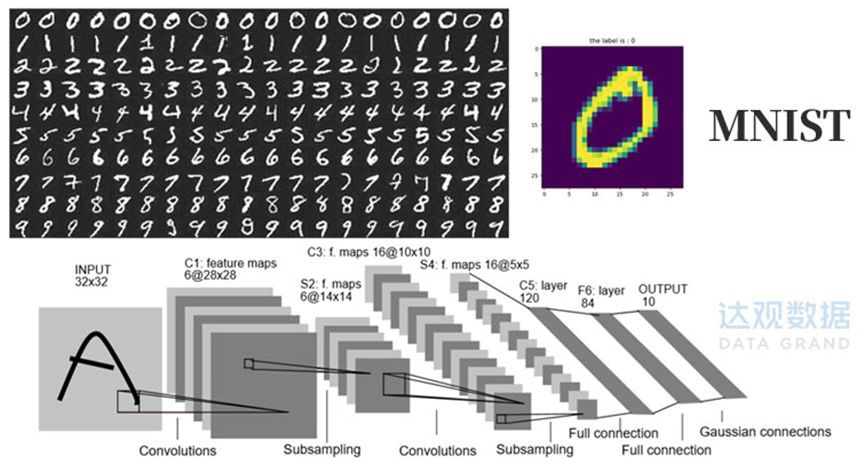 the label is : 0
0
5
10
15
20
25
0
5
10
15
20
25
MNIST
INPUT
32x32
C1: feature maps
6@28x28
S2: f. maps
6@14x14
C3: f. maps 16@10x10
S4: f. maps 16@5x5
C5: layer
120
F6: layer
84
OUTPUT
10
A
达观数据
DATA GRAND
Convolutions
Subsampling
Convolutions
Subsampling
Full connection
Full connection
Gaussian connections